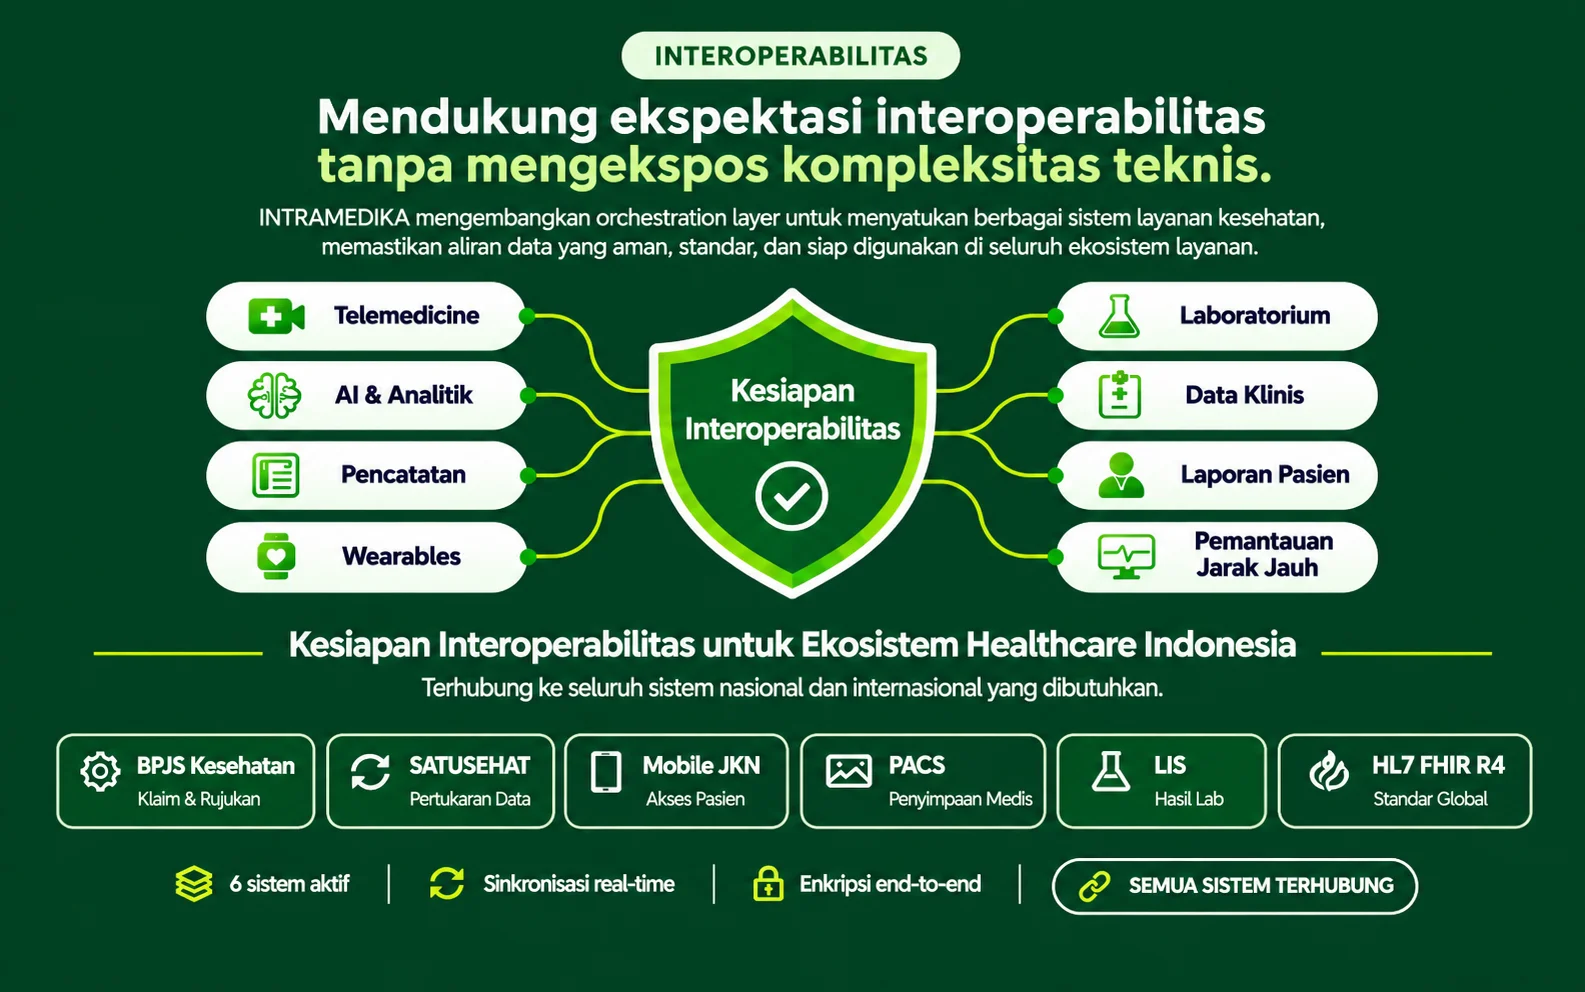 INTEROPERABILITAS
Mendukung ekspektasi interoperabilitas
tanpa mengekspos kompleksitas teknis.
INTRAMEDIKA mengembangkan orchestration layer untuk menyatukan berbagai sistem layanan kesehatan,
memastikan aliran data yang aman, standar, dan siap digunakan di seluruh ekosistem layanan.
Telemedicine
AI & Analitik
Pencatatan
Wearables
Kesiapan
Interoperabilitas
Laboratorium
Data Klinis
Laporan Pasien
Pemantauan
Jarak Jauh
Kesiapan Interoperabilitas untuk Ekosistem Healthcare Indonesia
Terhubung ke seluruh sistem nasional dan internasional yang dibutuhkan.
BPJS Kesehatan
Klaim & Rujukan
SATUSEHAT
Pertukaran Data
Mobile JKN
Akses Pasien
PACS
Penyimpaan Medis
LIS
Hasil Lab
HL7 FHIR R4
Standar Global
6 sistem aktif
Sinkronisasi real-time
Enkripsi end-to-end
SEMUA SISTEM TERHUBUNG